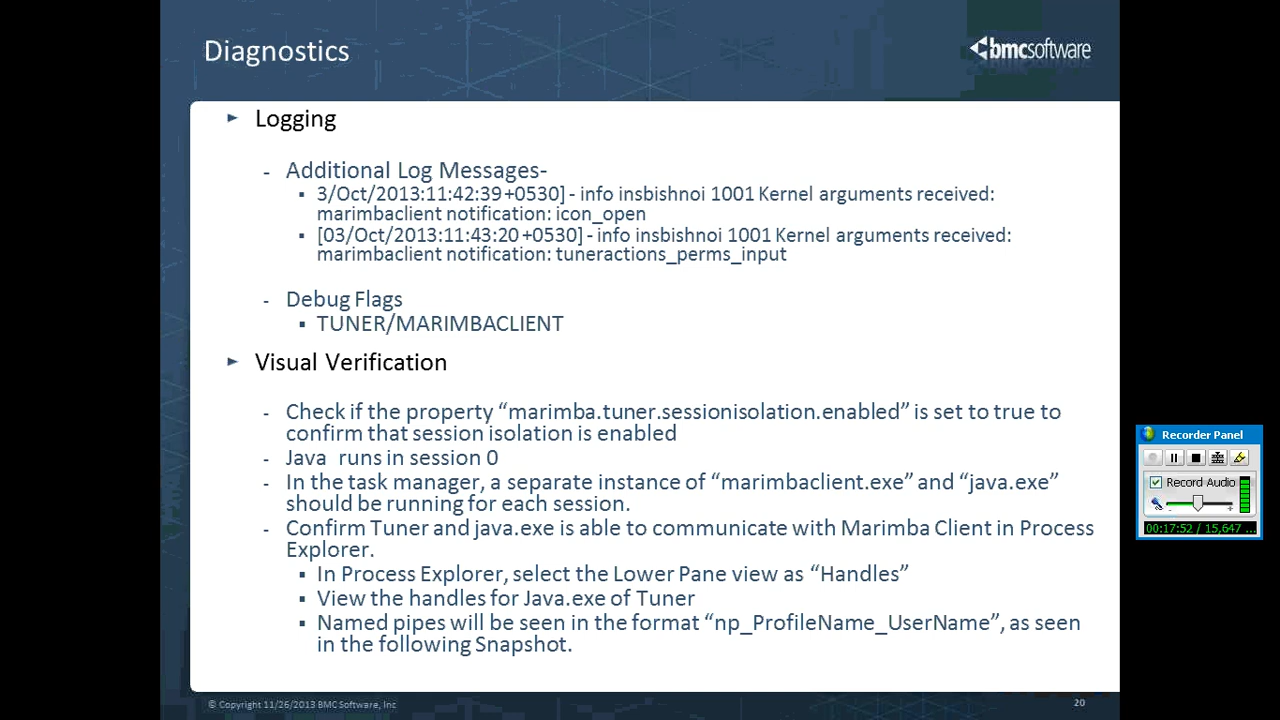 Diagnostics
bmcsoftware
Logging
- Additional Log Messages-
3/Oct/2013:11:42:39 +0530] - info insbishnoi 1001 Kernel arguments received:
marimbaclient notification: icon_open
[03/Oct/2013:11:43:20 +0530] - info insbishnoi 1001 Kernel arguments received:
marimbaclient notification: tuneractions_perms_input
- Debug Flags
TUNER/MARIMBACLIENT
Visual Verification
- Check if the property “marimba.tuner.sessionisolation.enabled” is set to true to
confirm that session isolation is enabled
- Java runs in session 0
- In the task manager, a separate instance of “marimbaclient.exe” and “java.exe”
should be running for each session.
- Confirm Tuner and java.exe is able to communicate with Marimba Client in Process
Explorer.
In Process Explorer, select the Lower Pane view as “Handles”
View the handles for Java.exe of Tuner
Named pipes will be seen in the format “np_ProfileName_UserName”, as seen
in the following Snapshot.
Recorder Panel
Record Audio
00:17:52 / 15,647 ...
© Copyright 11/26/2013 BMC Software, Inc
20